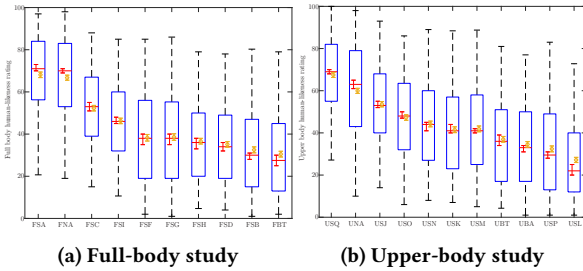 Full body human-likeness rating
100
80
60
40
20
0
FSA FNA FSC FSI FSF FSG FSH FSD FSB FBT
(a) Full-body study
Upper body human-likeness rating
100
80
60
40
20
0
USQ UNA USJ USO USN USK USM UBT UBA USP USL
(b) Upper-body study